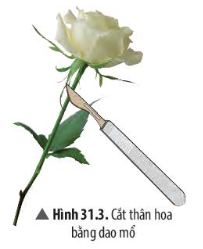 ▲ Hình 31.3. Cắt thân hoa
bằng dao mổ